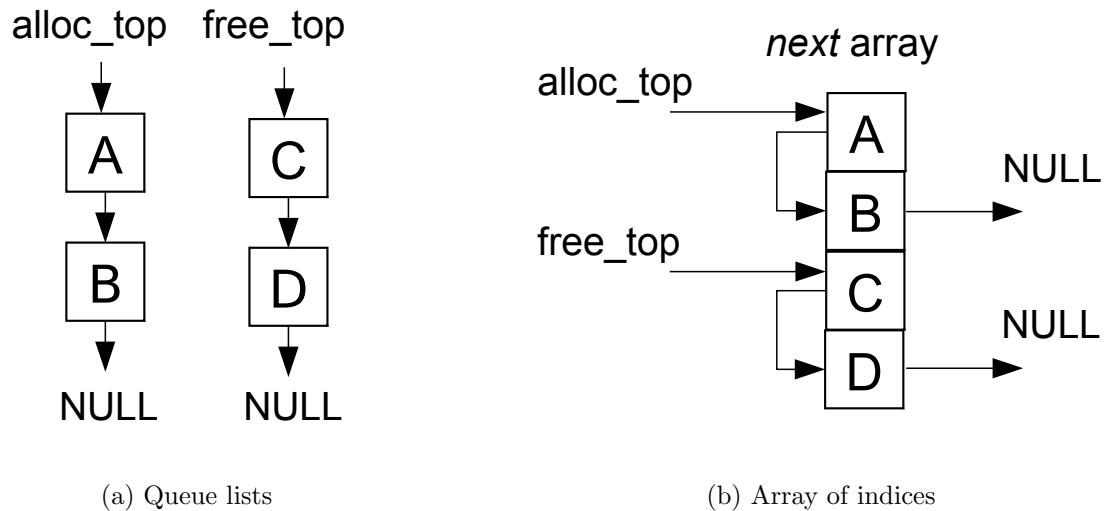 alloc_top free_top
A C
B D
NULL NULL
(a) Queue lists
next array
alloc_top
A
NULL
B
free_top
C
NULL
D
(b) Array of indices